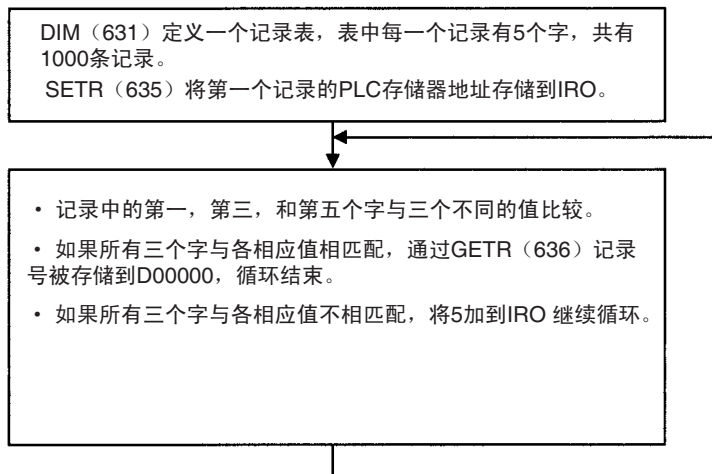 DIM（631）定义一个记录表，表中每一个记录有5个字，共有
1000条记录。
SETR（635）将第一个记录的PLC存储器地址存储到IRO。
· 记录中的第一，第三，和第五个字与三个不同的值比较。
· 如果所有三个字与各相应值相匹配，通过GETR（636）记录
号被存储到D00000，循环结束。
· 如果所有三个字与各相应值不相匹配，将5加到IRO 继续循环。